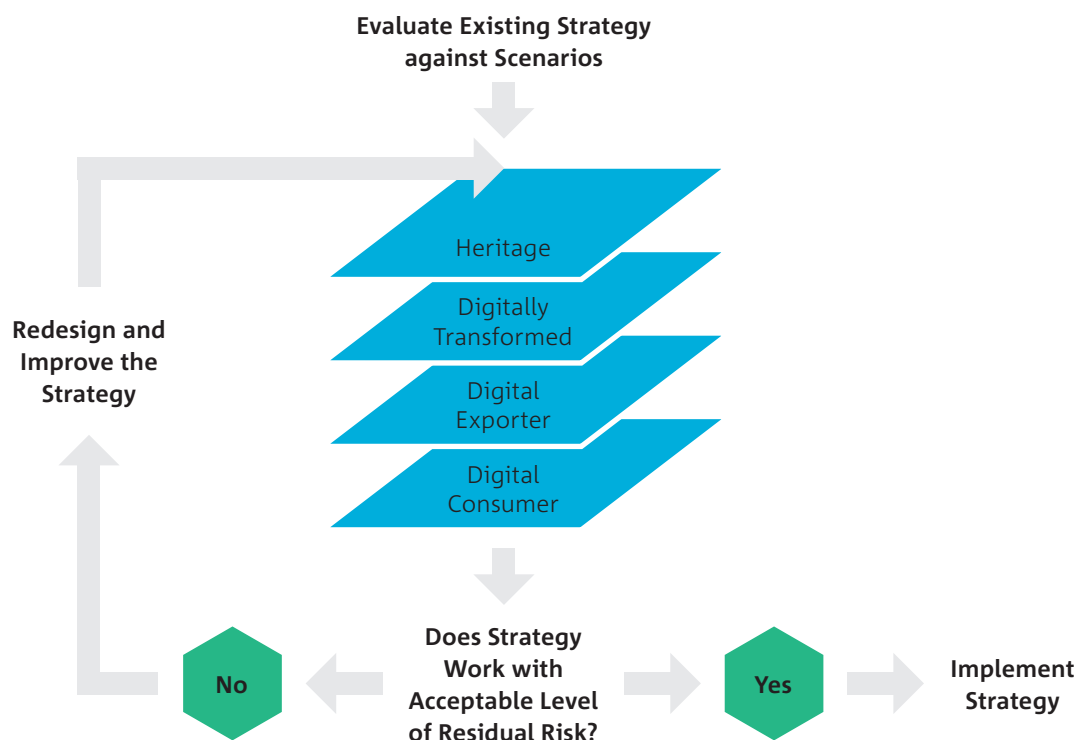 Evaluate Existing Strategy
against Scenarios
Heritage
Digitally
Transformed
Digital
Exporter
Digital
Consumer
Redesign and
Improve the
Strategy
Does Strategy
Work with
Acceptable Level
of Residual Risk?
No
Yes
Implement
Strategy